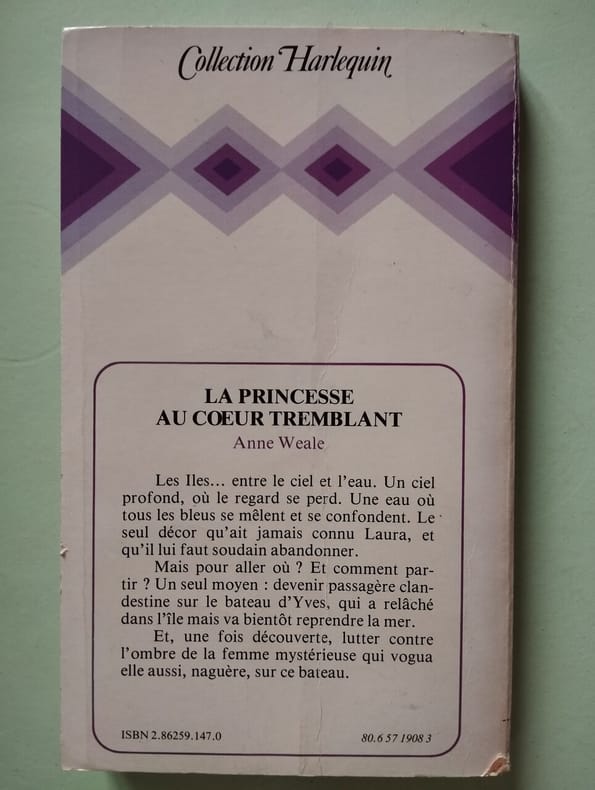 Collection Harlequin
LA PRINCESSE
AU CŒUR TREMBLANT
Anne Weale
Les Iles... entre le ciel et l'eau. Un ciel
profond, où le regard se perd. Une eau où
tous les bleus se mêlent et se confondent. Le
seul décor qu'ait jamais connu Laura, et
qu'il lui faut soudain abandonner.
Mais pour aller où ? Et comment par-
tir ? Un seul moyen : devenir passagère clan-
destine sur le bateau d'Yves, qui a relâché
dans l'île mais va bientôt reprendre la mer.
Et, une fois découverte, lutter contre
l'ombre de la femme mystérieuse qui vogua
elle aussi, naguère, sur ce bateau.
ISBN 2.86259.147.0 80.6 57 1908 3